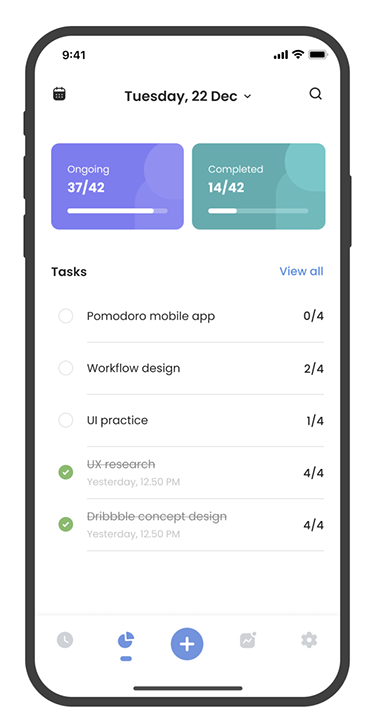 9:41
Tuesday, 22 Dec
Ongoing
37/42
Completed
14/42
Tasks View all
Pomodoro mobile app 0/4
Workflow design 2/4
UI practice 1/4
UX research
Yesterday, 12.50 PM
4/4
Dribbble concept design
Yesterday, 12.50 PM
4/4